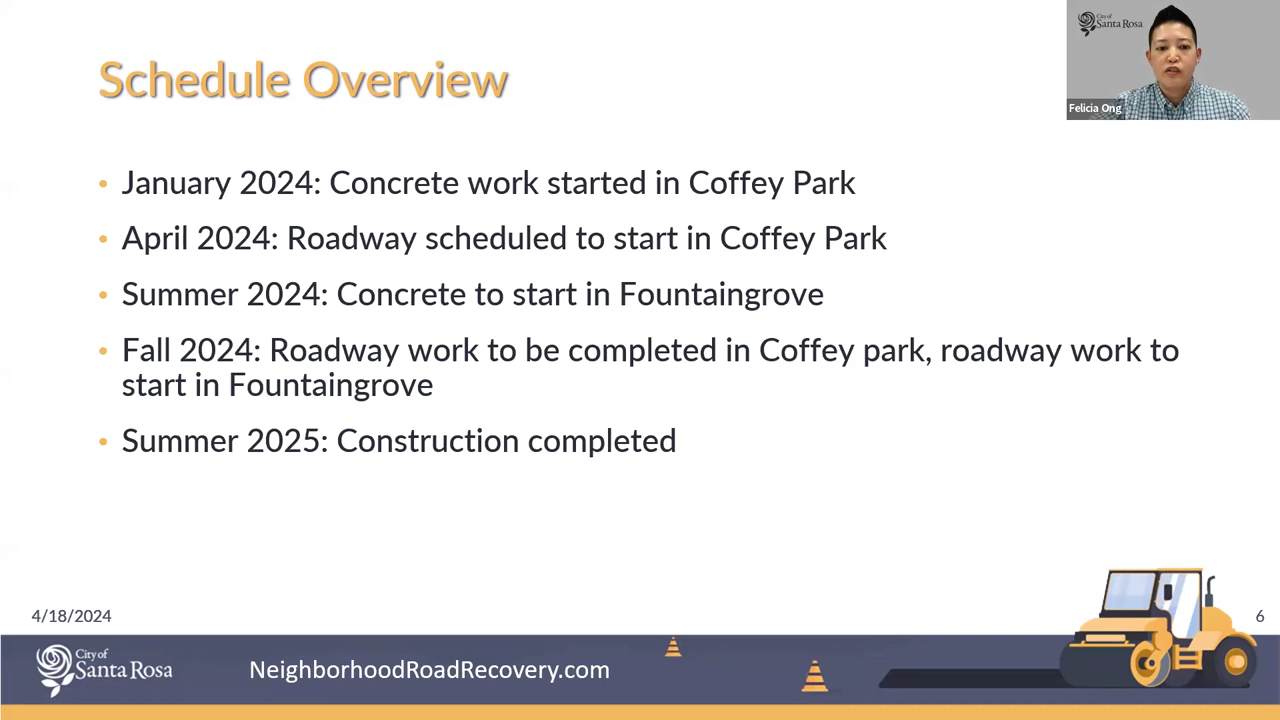 City of
Santa Rosa
Felicia Ong
Schedule Overview
• January 2024: Concrete work started in Coffey Park
• April 2024: Roadway scheduled to start in Coffey Park
• Summer 2024: Concrete to start in Fountaingrove
• Fall 2024: Roadway work to be completed in Coffey park, roadway work to
start in Fountaingrove
• Summer 2025: Construction completed
4/18/2024
6
City of
Santa Rosa
NeighborhoodRoadRecovery.com